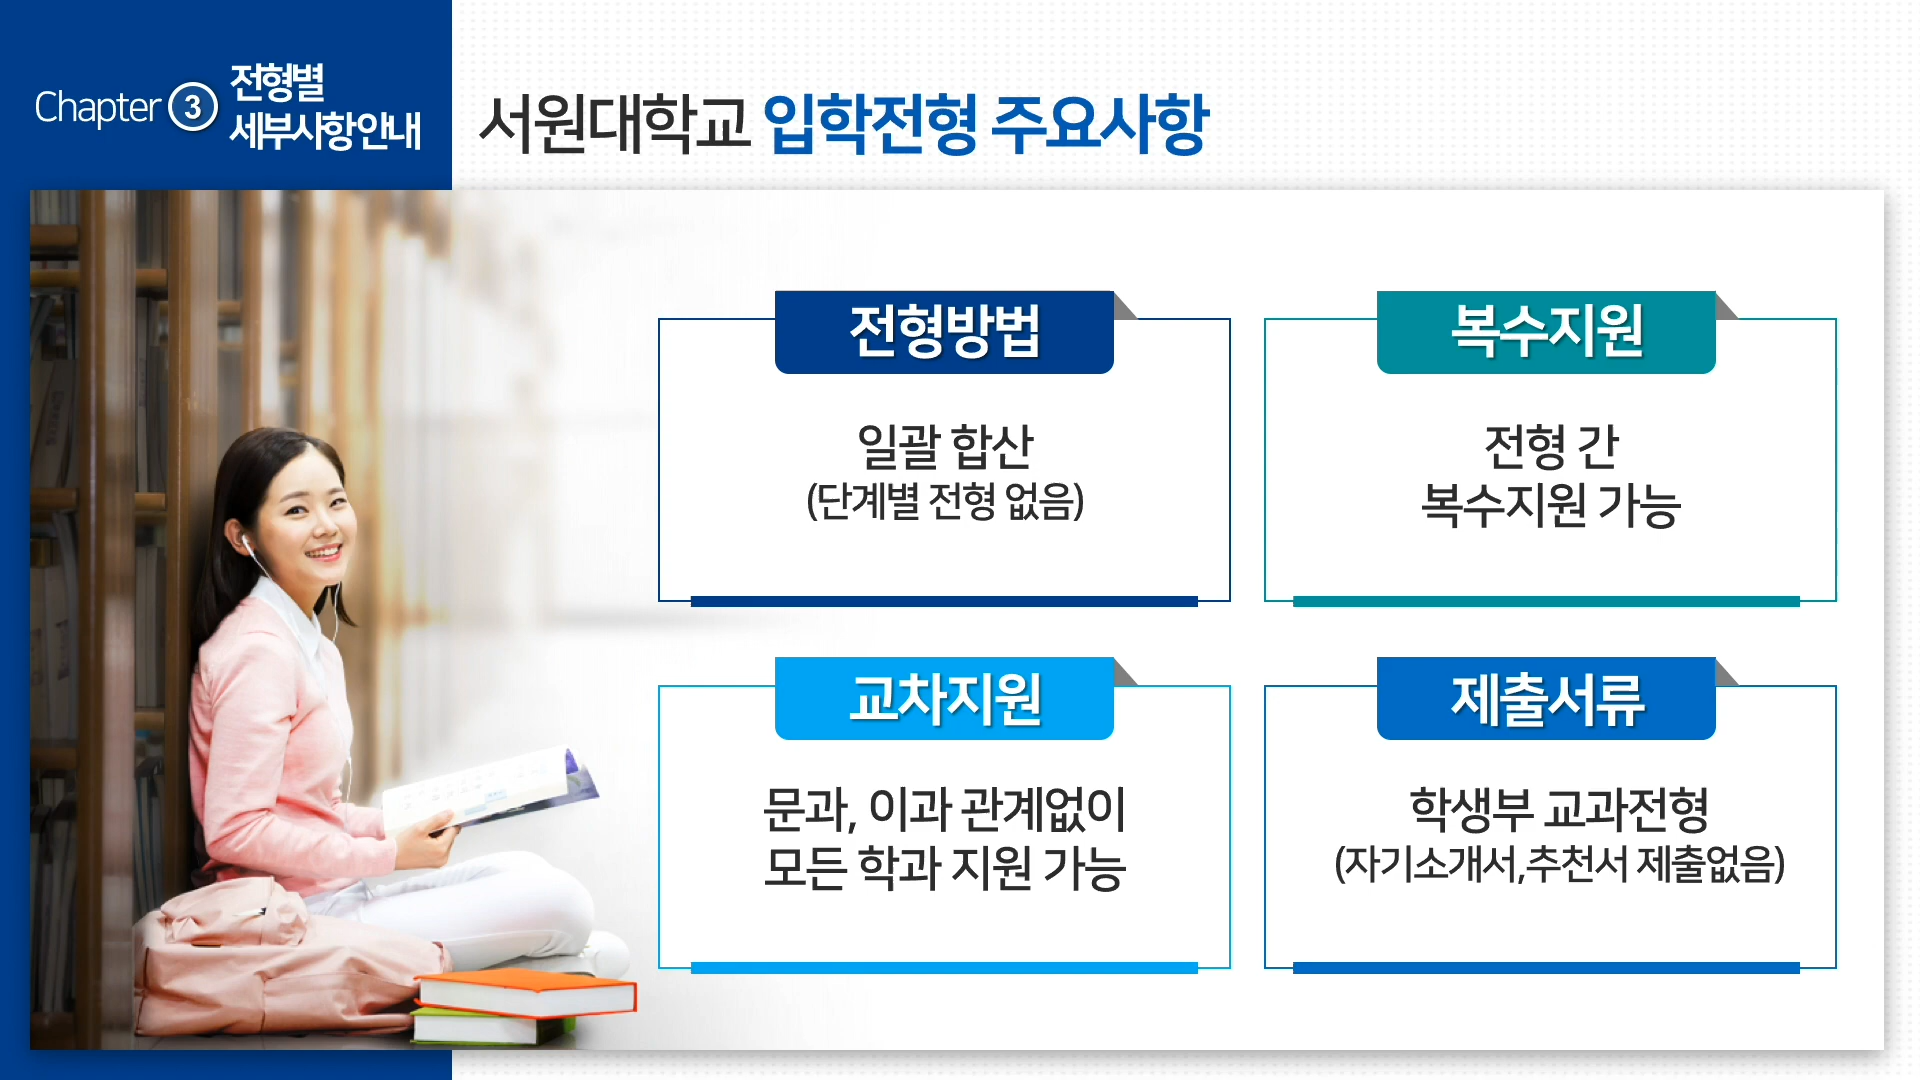 Chapter 3 전형별
세부사항안내
서원대학교 입학전형 주요사항
전형방법
일괄 합산
(단계별 전형 없음)
복수지원
전형 간
복수지원 가능
교차지원
문과, 이과 관계없이
모든 학과 지원 가능
제출서류
학생부 교과전형
(자기소개서,추천서 제출없음)